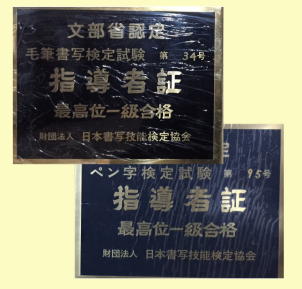 文部省認定
毛筆書写検定試験 第 34号
指導者証
最高位一級合格
財団法人 日本書写技能検定協会
定
ペン字検定試験 第 95号
指導者証
最高位一級合格
財団法人 日本書写技能検定協会